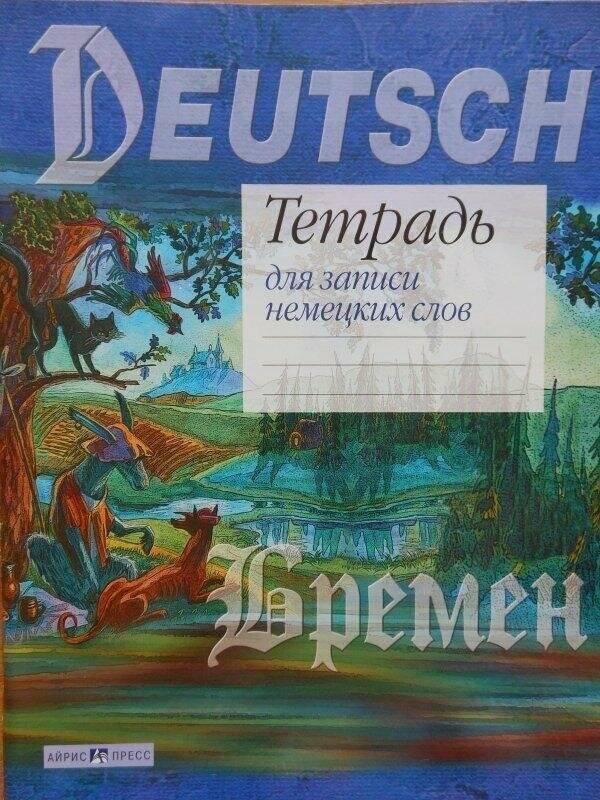 DEUTSCH
Тетрадь
для записи
немецких слов
Бремен
АЙРИС ПРЕСС